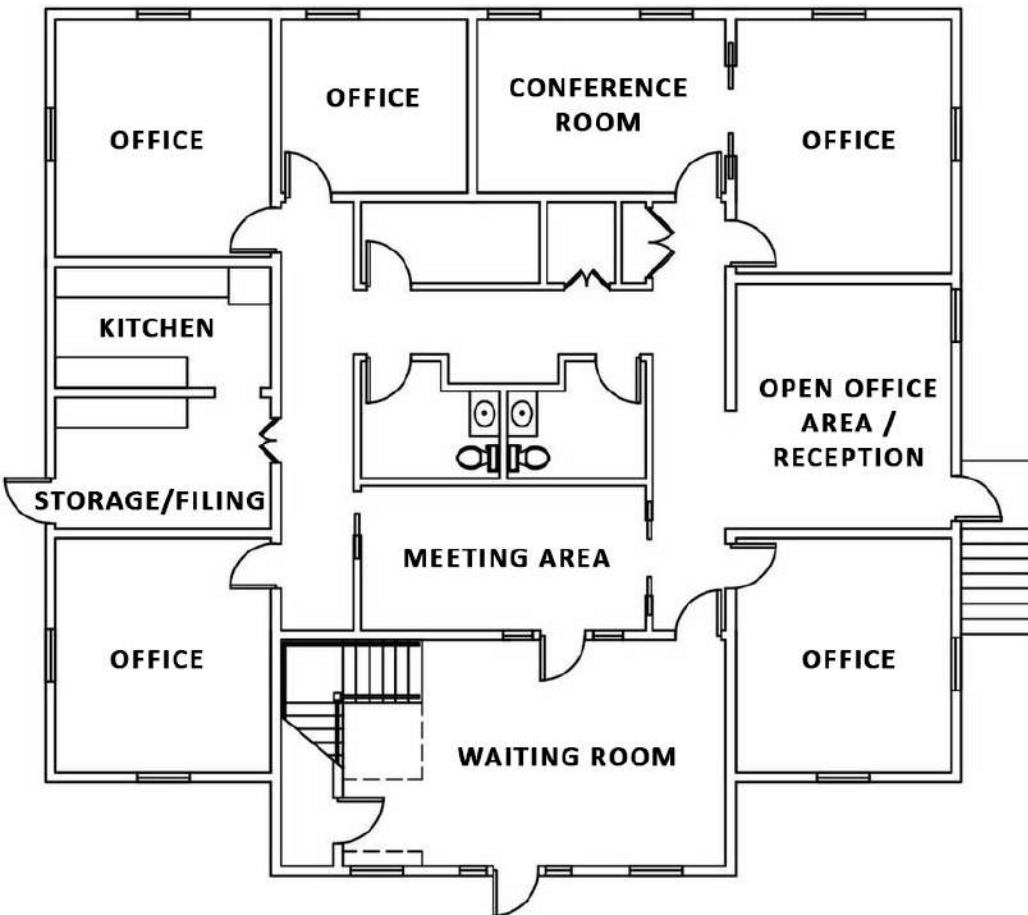 OFFICE
OFFICE
CONFERENCE
ROOM
OFFICE
KITCHEN
OPEN OFFICE
AREA /
RECEPTION
STORAGE/FILING
MEETING AREA
OFFICE
OFFICE
WAITING ROOM